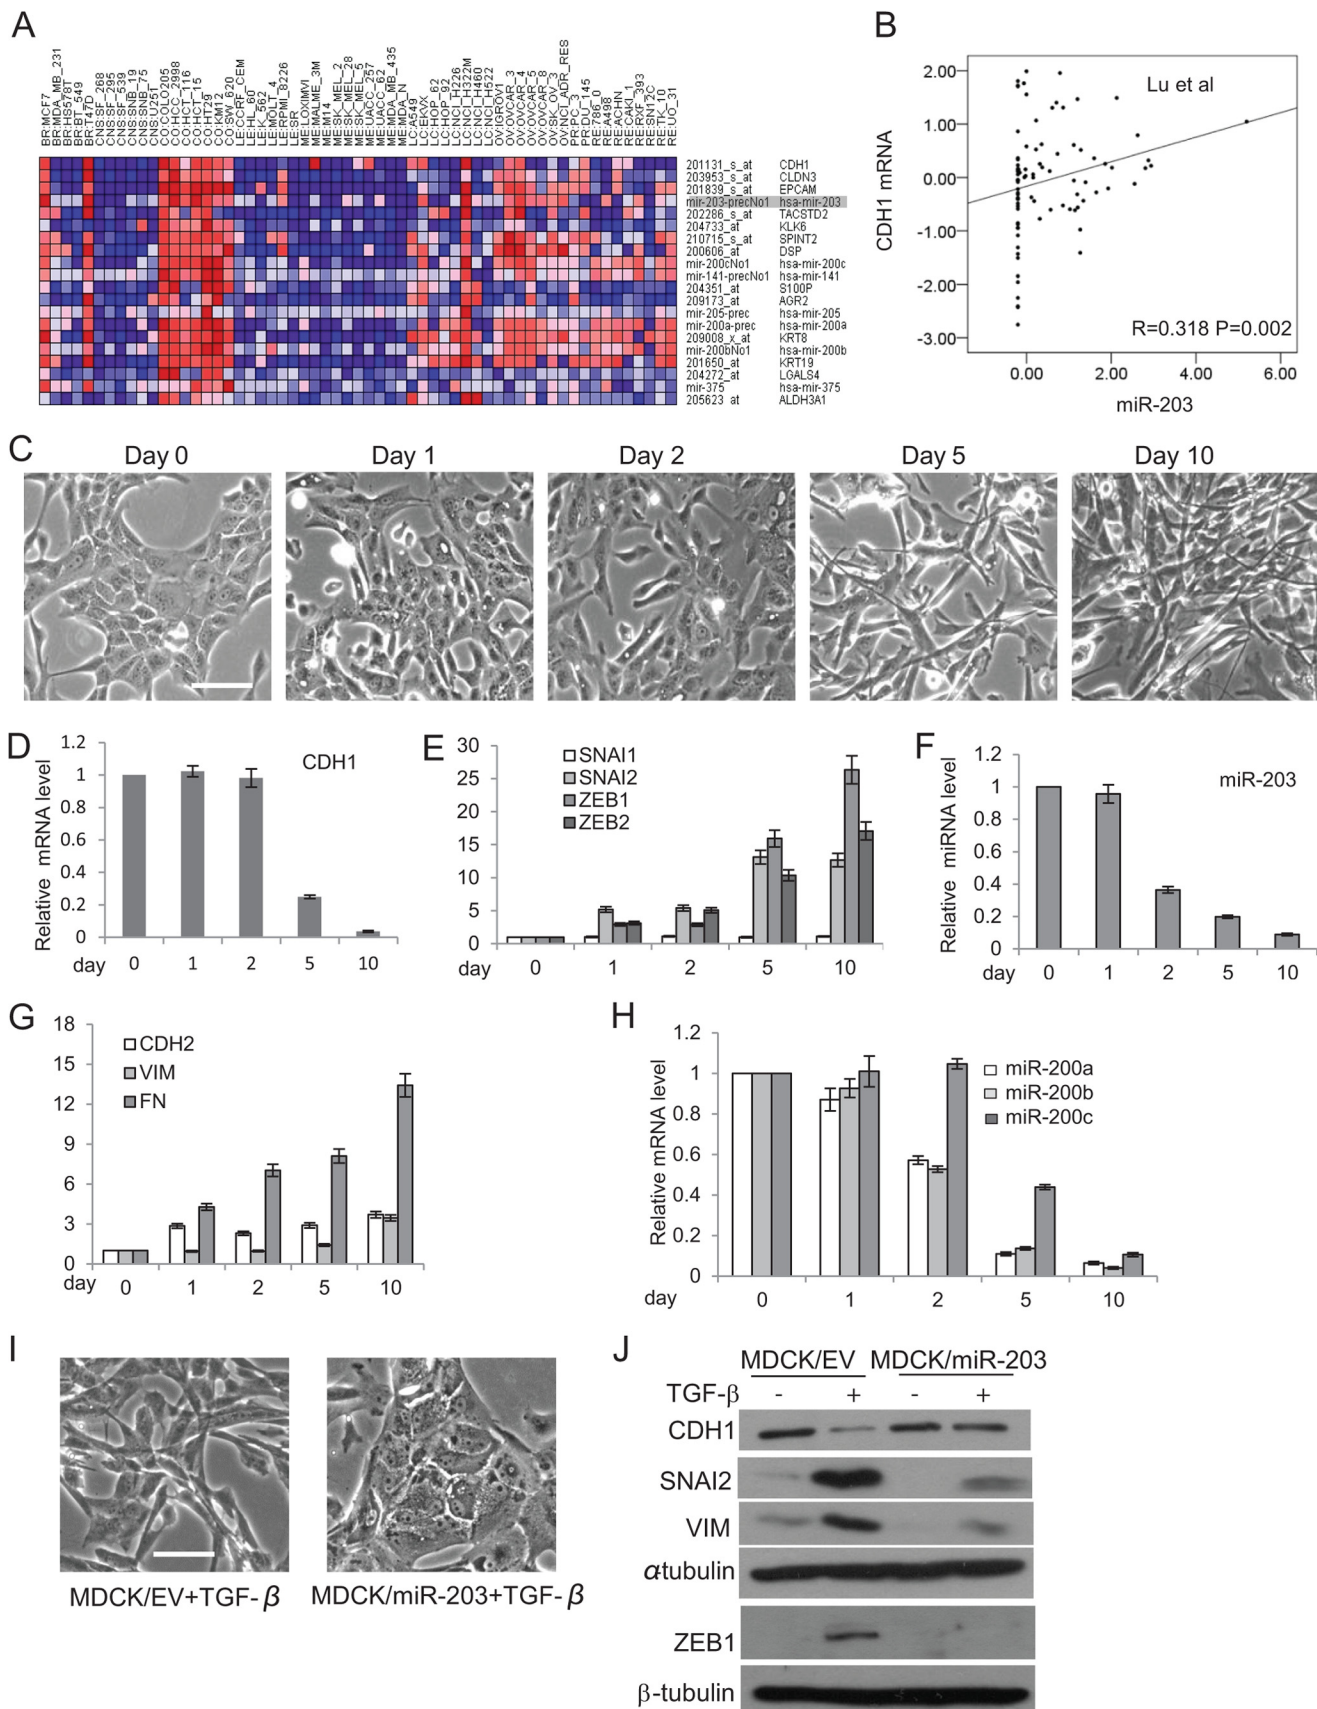 A
BR:MCF7
BR:MDA_MB_231
BR:HS578T
BR:BT_549
BR:T47D
CNS:SF_268
CNS:SF_295
CNS:SF_539
CNS:SNB_19
CNS:SNB_75
CNS:U251
CO:COLO205
CO:HCC_2998
CO:HCT_116
CO:HCT_15
CO:HT29
CO:KM12
CO:SW_620
LE:CCRF_CEM
LE:HL_60
LE:K_562
LE:MOLT_4
LE:RPMI_8226
LE:SR
ME:LOXIMVI
ME:MALME_3M
ME:M14
ME:SK_MEL_2
ME:SK_MEL_28
ME:SK_MEL_5
ME:UACC_257
ME:UACC_62
ME:MDA_MB_435
ME:MDA_N
LC:A549
LC:EKVX
LC:HOP_62
LC:HOP_92
LC:NCI_H226
LC:NCI_H322M
LC:NCI_H460
LC:NCI_H522
OV:IGROV1
OV:OVCAR_3
OV:OVCAR_4
OV:OVCAR_5
OV:OVCAR_8
OV:SK_OV_3
OV:NCI_ADR_RES
PR:PC_3
PR:DU_145
RE:786_0
RE:A498
RE:ACHN
RE:CAKI_1
RE:RXF_393
RE:SN12C
RE:TK_10
RE:UO_31
201131_s_at CDH1
203953_s_at CLDN3
201839_s_at EPCAM
mir-203-precNo1 hsa-mir-203
202286_s_at TACSTD2
204733_at KLK6
210715_s_at SPINT2
200606_at DSP
mir-200cNo1 hsa-mir-200c
mir-141-precNo1 hsa-mir-141
204351_at S100P
209173_at AGR2
mir-205-prec hsa-mir-205
mir-200a-prec hsa-mir-200a
209008_x_at KRT8
mir-200bNo1 hsa-mir-200b
201650_at KRT19
204272_at LGALS4
mir-375 hsa-mir-375
205623_at ALDH3A1
B
CDH1 mRNA
2.00
1.00
0.00
-1.00
-2.00
-3.00
Lu et al
R=0.318 P=0.002
0.00 2.00 4.00 6.00
miR-203
C
Day 0 Day 1 Day 2 Day 5 Day 10
D
Relative mRNA level
1.2
1
0.8
0.6
0.4
0.2
0
CDH1
day 0 1 2 5 10
E
30
25
20
15
10
5
0
SNAI1
SNAI2
ZEB1
ZEB2
0 1 2 5 10
F
Relative miRNA level
1.2
1
0.8
0.6
0.4
0.2
0
miR-203
day 0 1 2 5 10
G
18
15
12
9
6
3
0
CDH2
VIM
FN
day 0 1 2 5 10
H
Relative mRNA level
1.2
1
0.8
0.6
0.4
0.2
0
miR-200a
miR-200b
miR-200c
day 0 1 2 5 10
I
MDCK/EV+TGF-β MDCK/miR-203+TGF-β
J
MDCK/EV MDCK/miR-203
TGF-β - + - +
CDH1
SNAI2
VIM
αtubulin
ZEB1
β-tubulin